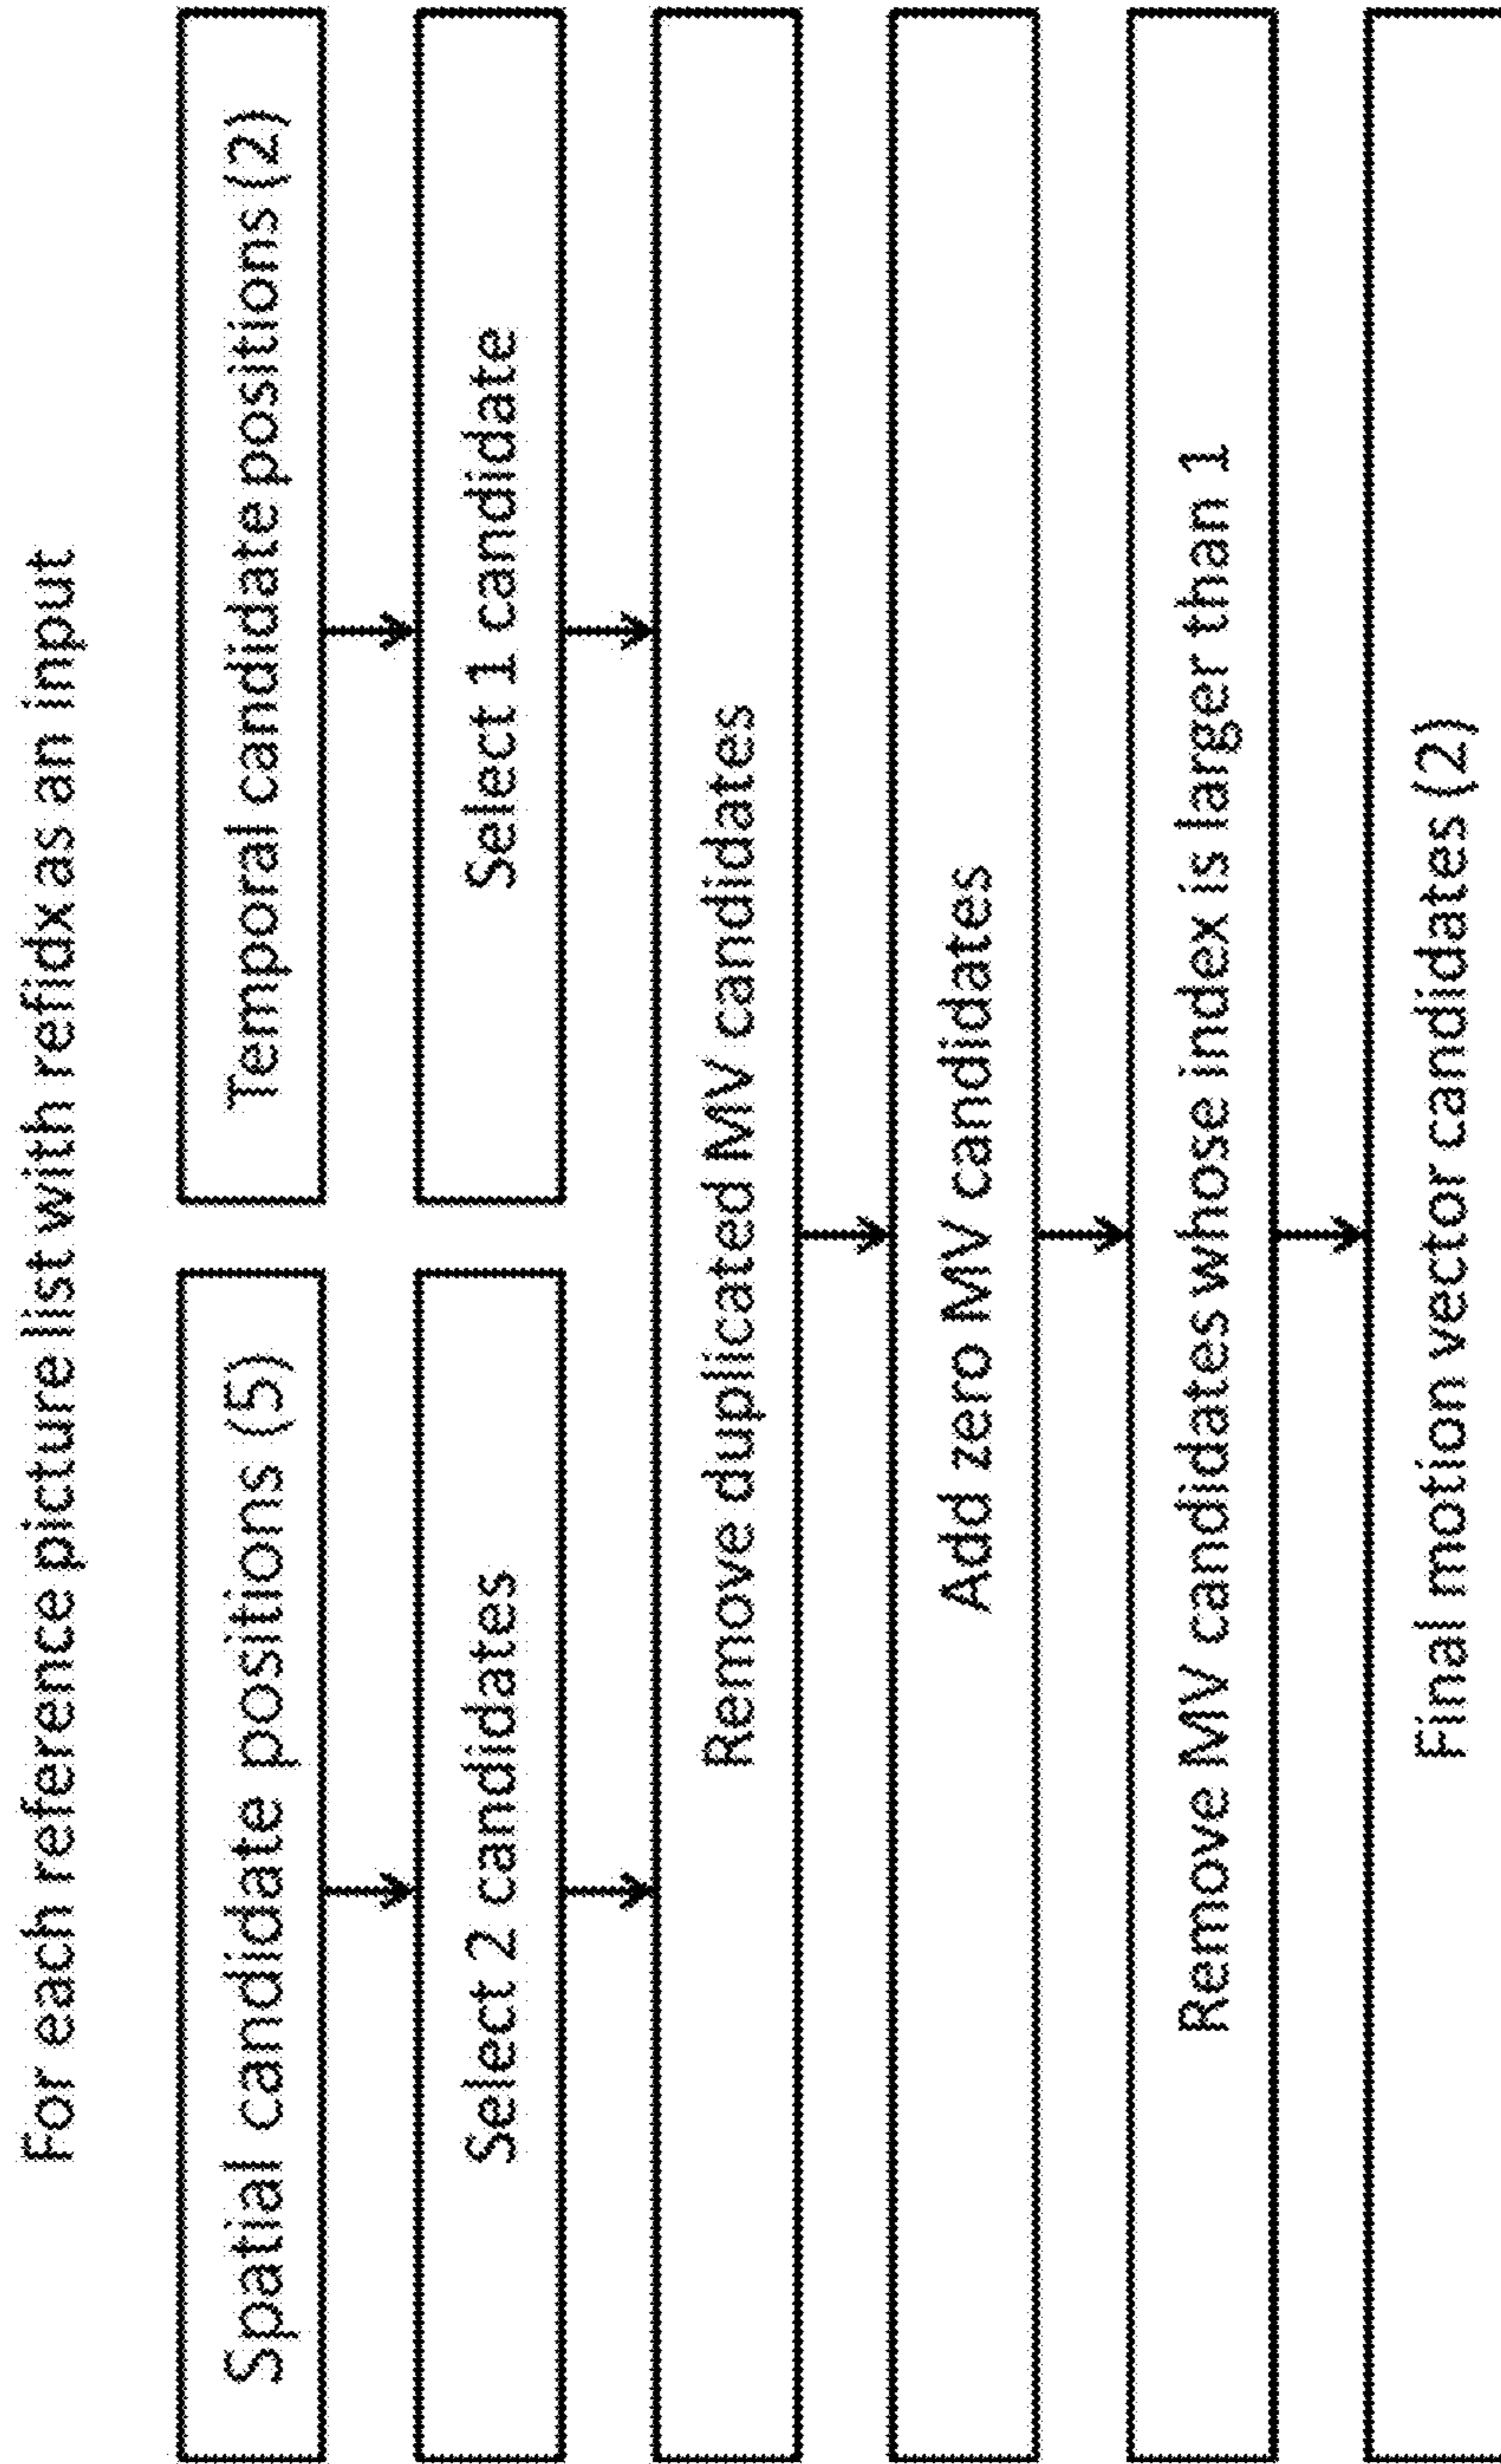 For each reference picture list with refidx as an input
Spatial candidate positions (5)
Temporal candidate positions (2)
Select 2 candidates
Select 1 candidate
Remove duplicated MV candidates
Add zero MV candidates
Remove MV candidates whose index is larger than 1
Final motion vector candidates (2)